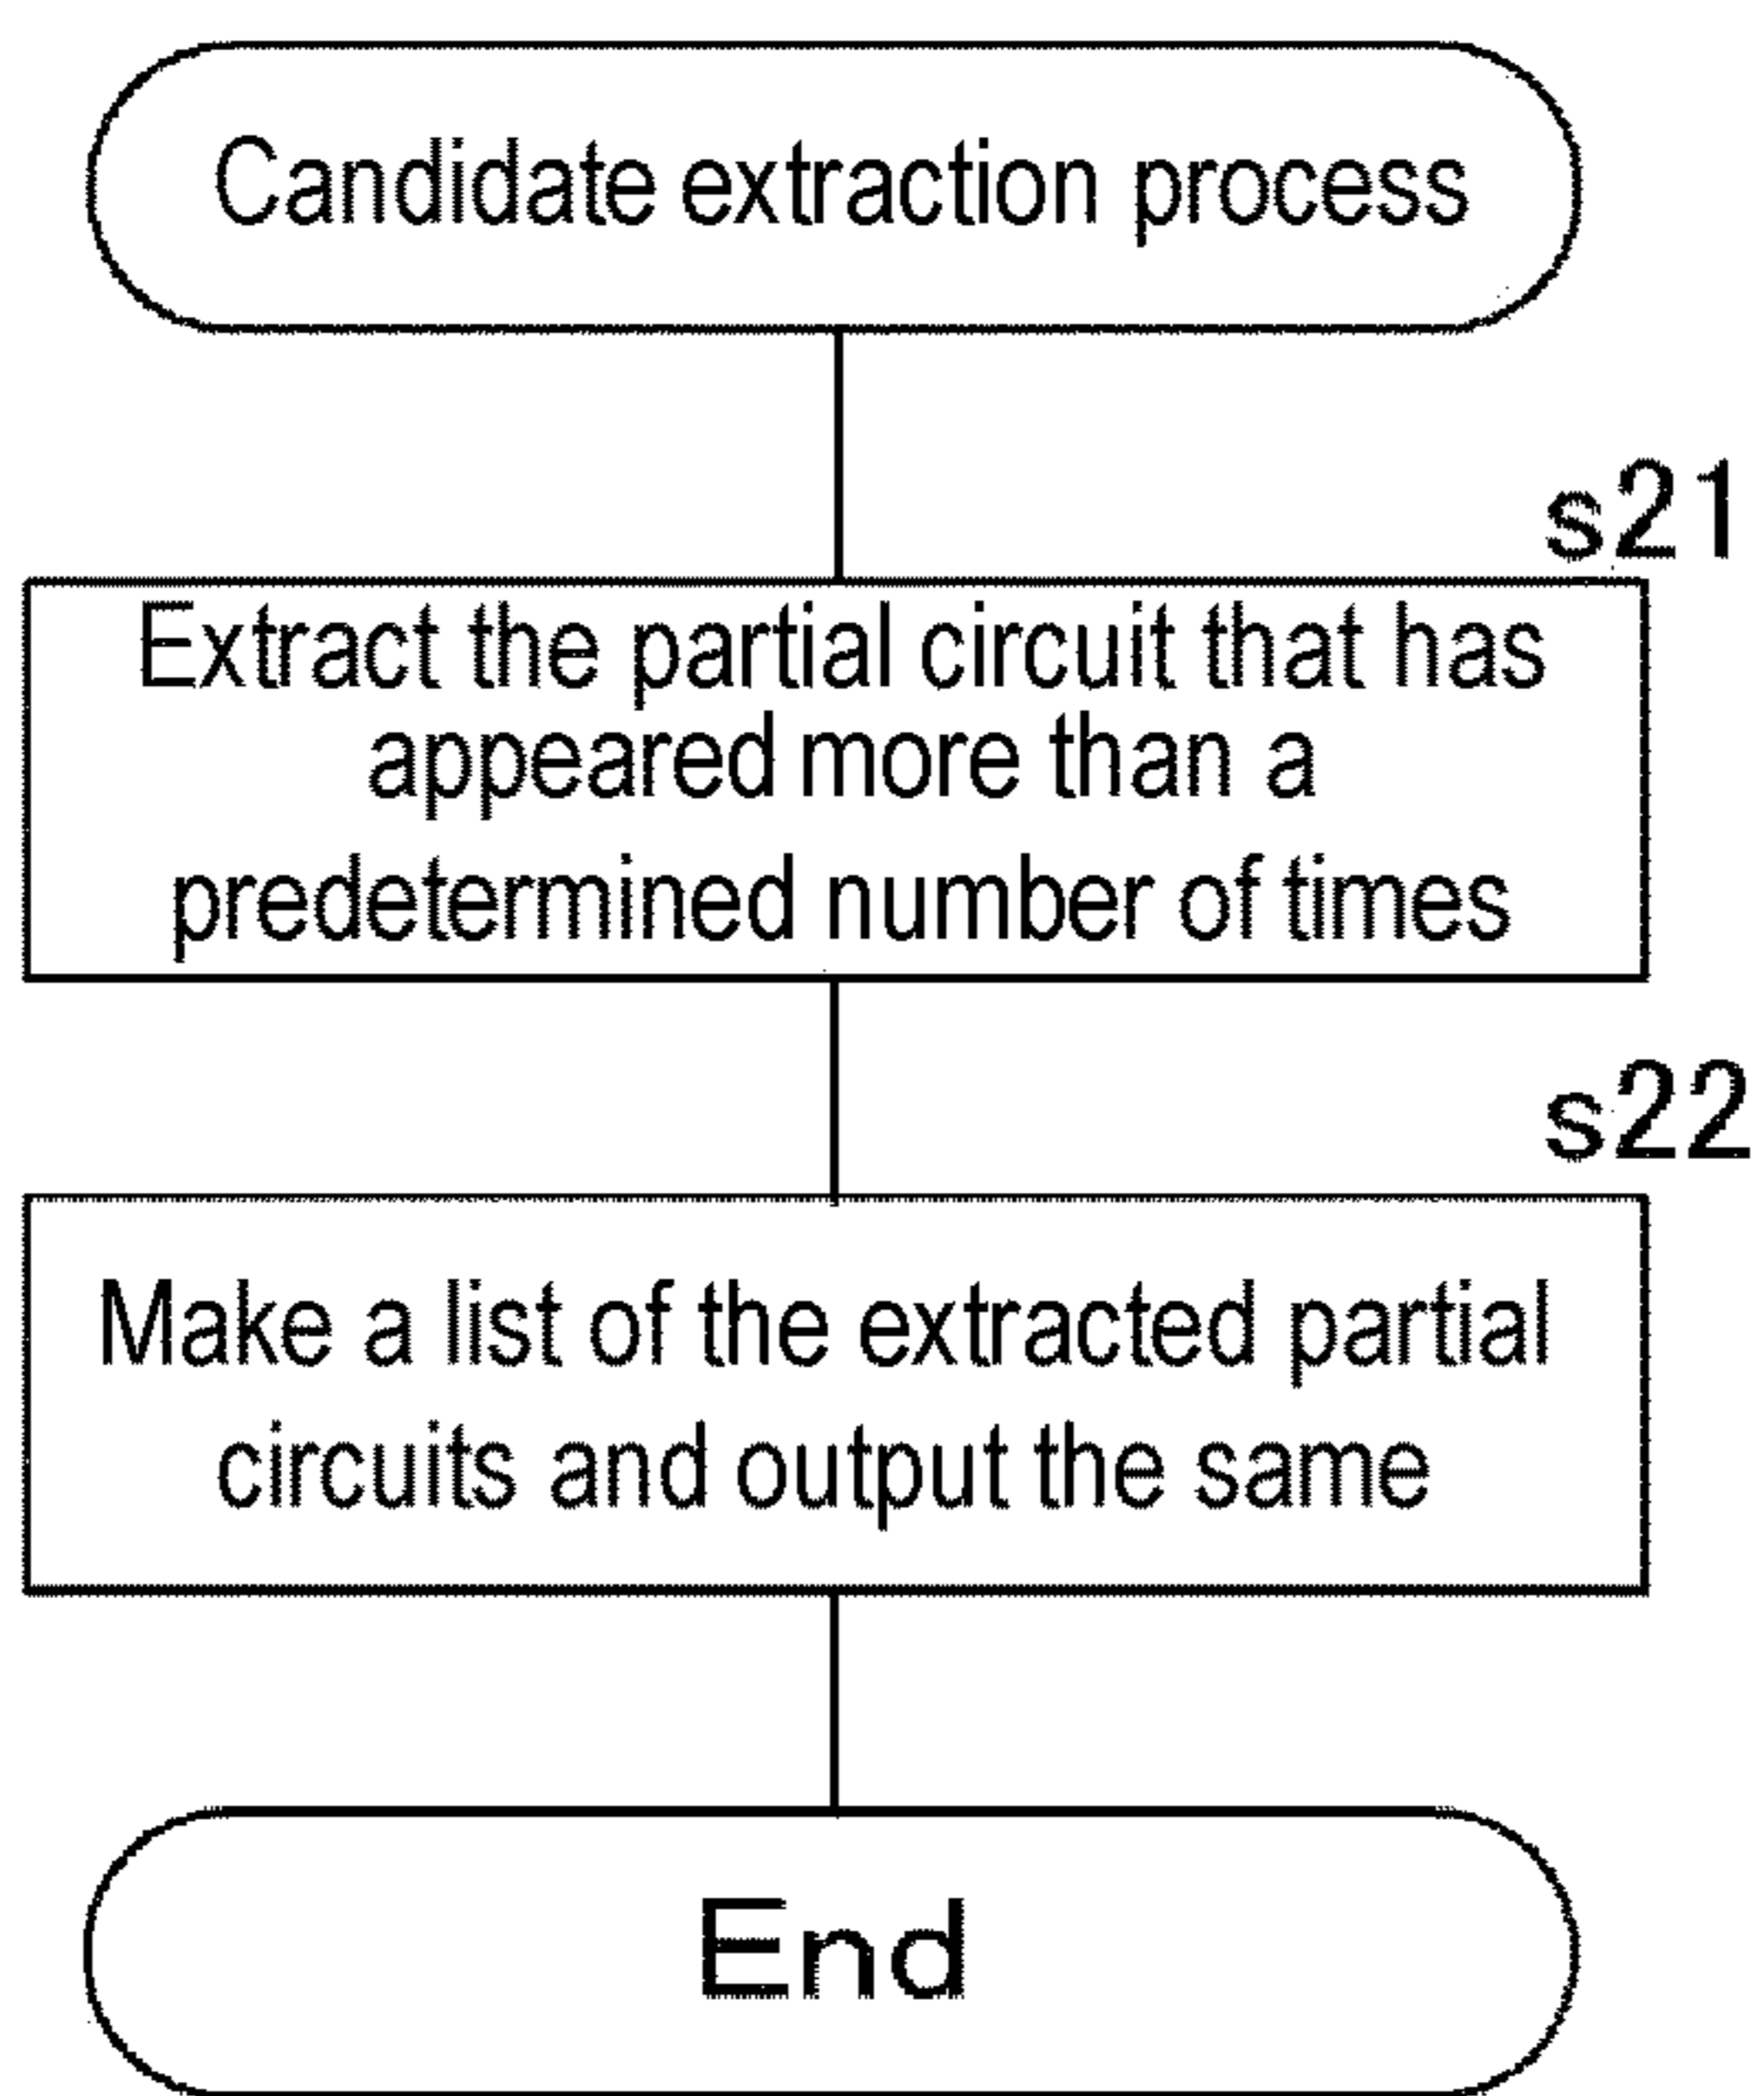 Candidate extraction process
s21
Extract the partial circuit that has
appeared more than a
predetermined number of times
s22
Make a list of the extracted partial
circuits and output the same
End